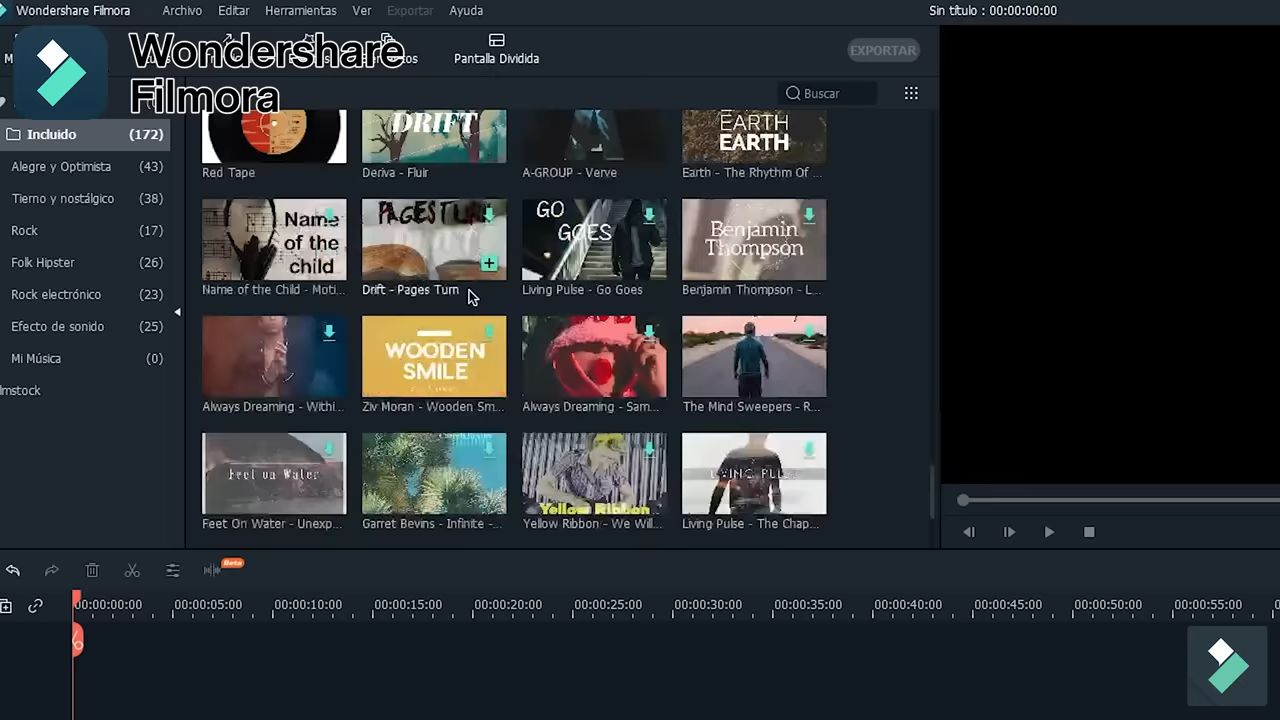 Wondershare Filmora Archivo Editar Herramientas Ver Exportar Ayuda Sin título : 00:00:00:00
Wondershare
Filmora
Pantalla Dividida
EXPORTAR
Buscar
Incluido (172)
Alegre y Optimista (43)
Tierno y nostálgico (38)
Rock (17)
Folk Hipster (26)
Rock electrónico (23)
Efecto de sonido (25)
Mi Música (0)
lmstock
DRIFT
EARTH
EARTH
Red Tape Deriva - Fluir A-GROUP - Verve Earth - The Rhythm Of ...
Name
of the
child
PAGES TURN
GO
GOES
Benjamin
Thompson
Name of the Child - Moti... Drift - Pages Turn Living Pulse - Go Goes Benjamin Thompson - L...
WOODEN
SMILE
Always Dreaming - Withi... Ziv Moran - Wooden Sm... Always Dreaming - Sam... The Mind Sweepers - R...
Feel on Water
Yellow Ribbon
LIVING PULSE
Feet On Water - Unexp... Garret Bevins - Infinite -... Yellow Ribbon - We Will... Living Pulse - The Chap...
Beta
00:00:00:00 00:00:05:00 00:00:10:00 00:00:15:00 00:00:20:00 00:00:25:00 00:00:30:00 00:00:35:00 00:00:40:00 00:00:45:00 00:00:50:00 00:00:55:00